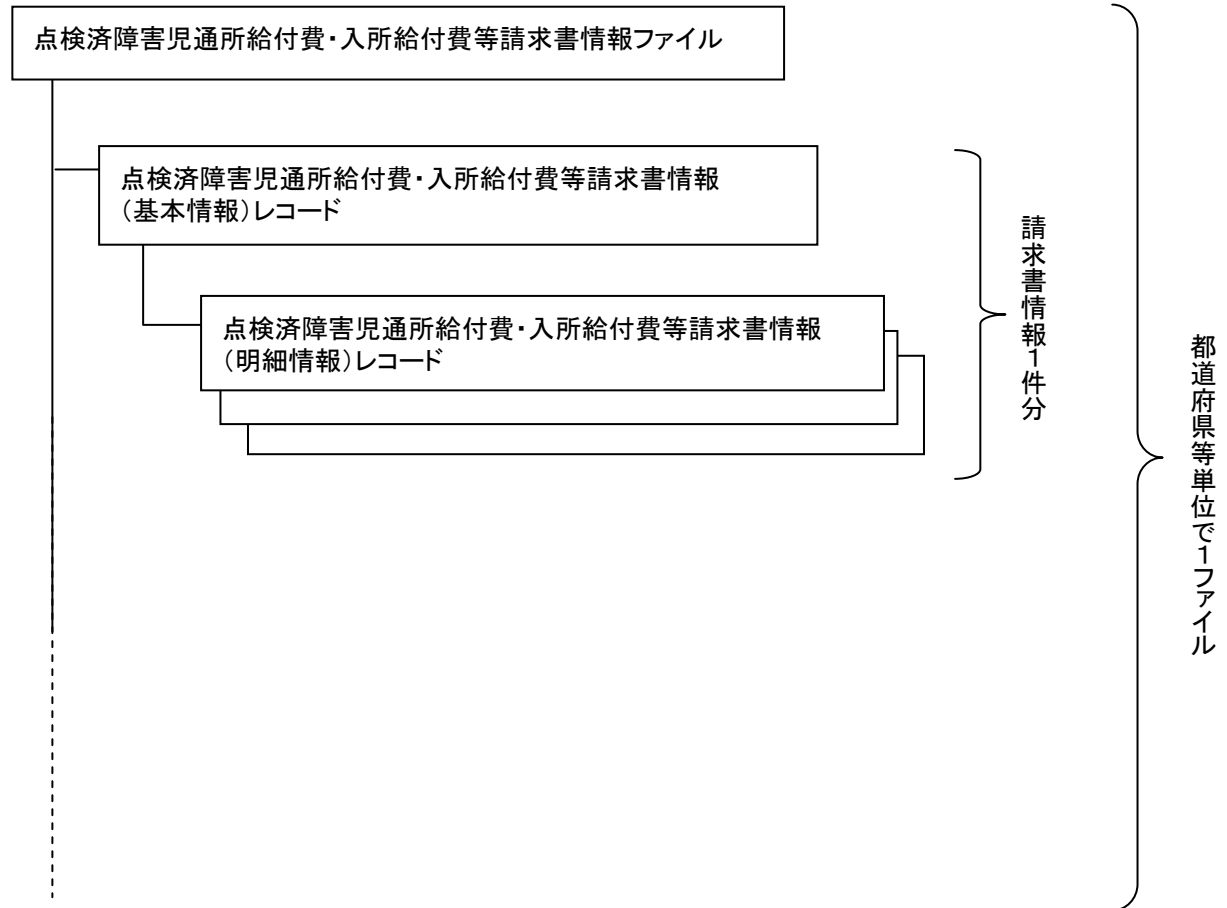 点検済障害児通所給付費・入所給付費等請求書情報ファイル
点検済障害児通所給付費・入所給付費等請求書情報
（基本情報）レコード
点検済障害児通所給付費・入所給付費等請求書情報
（明細情報）レコード
請求書情報１件分
都道府県等単位で１ファイル